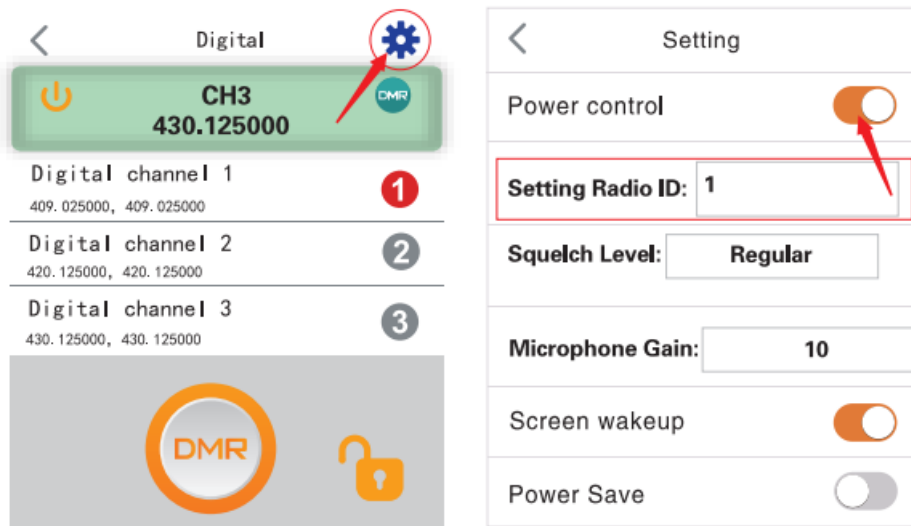 Digital
CH3
DMR
430.125000
Digital channel 1
409.025000, 409.025000
1
Digital channel 2
420.125000, 420.125000
2
Digital channel 3
430.125000, 430.125000
3
DMR
Setting
Power control
Setting Radio ID: 1
Squelch Level: Regular
Microphone Gain: 10
Screen wakeup
Power Save